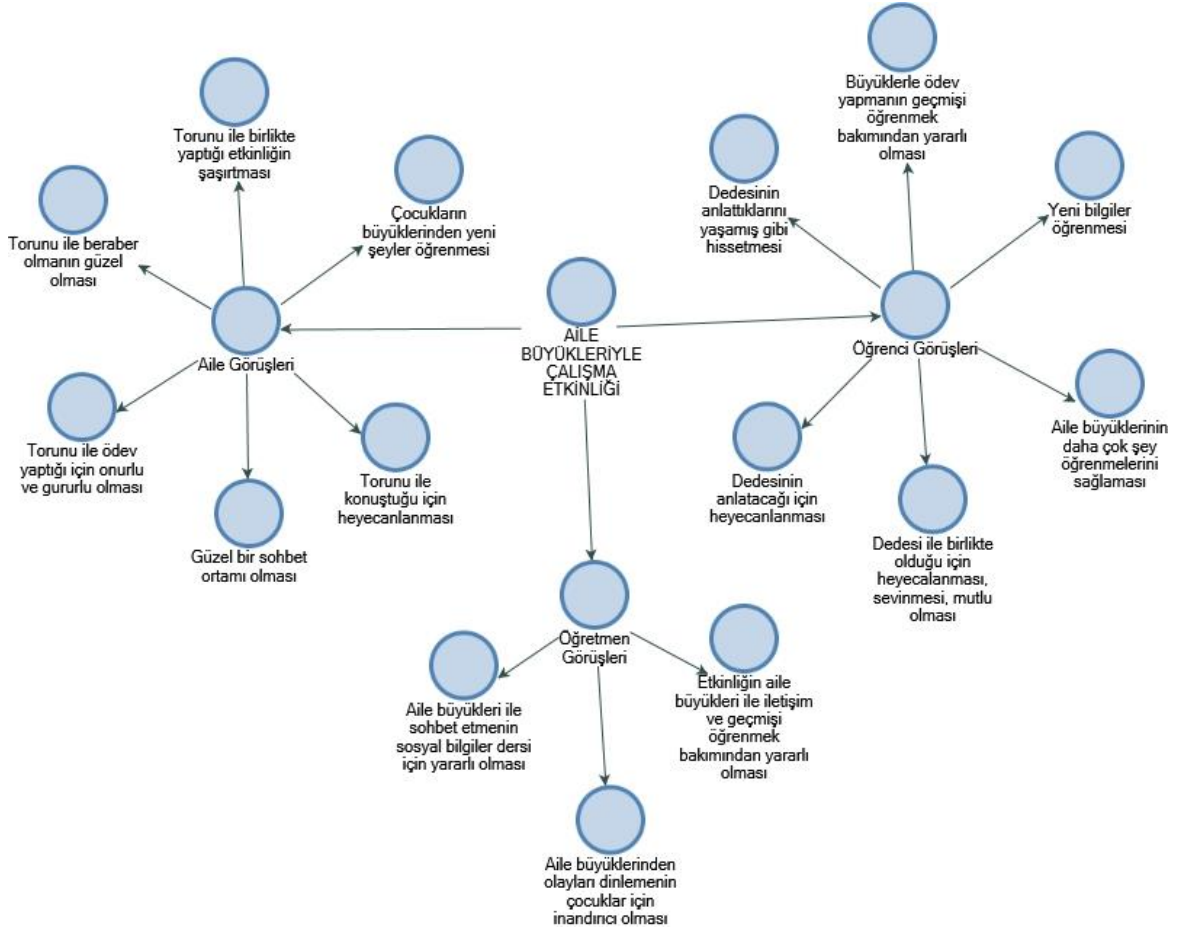 Torunu ile birlikte
yaptığı etkinliğin
şaşırtması
Çocukların
büyüklerinden yeni
şeyler öğrenmesi
Torunu ile beraber
olmanın güzel
olması
Aile Görüşleri
Torunu ile ödev
yaptığı için onurlu
ve gururlu olması
Torunu ile
konuştuğu için
heyecanlanması
Güzel bir sohbet
ortamı olması
AİLE
BÜYÜKLERİYLE
ÇALIŞMA
ETKİNLİĞİ
Büyüklerle ödev
yapmanın geçmişi
öğrenmek
bakımından yararlı
olması
Dedesinin
anlattıklarını
yaşamış gibi
hissetmesi
Yeni bilgiler
öğrenmesi
Öğrenci Görüşleri
Aile büyüklerinin
daha çok şey
öğrenmelerini
sağlaması
Dedesinin
anlatacağı için
heyecanlanması
Dedesi ile birlikte
olduğu için
heyecalanması,
sevinmesi, mutlu
olması
Öğretmen
Görüşleri
Aile büyükleri ile
sohbet etmenin
sosyal bilgiler dersi
için yararlı olması
Etkinliğin aile
büyükleri ile iletişim
ve geçmişi
öğrenmek
bakımından yararlı
olması
Aile büyüklerinden
olayları dinlemenin
çocuklar için
inandırıcı olması